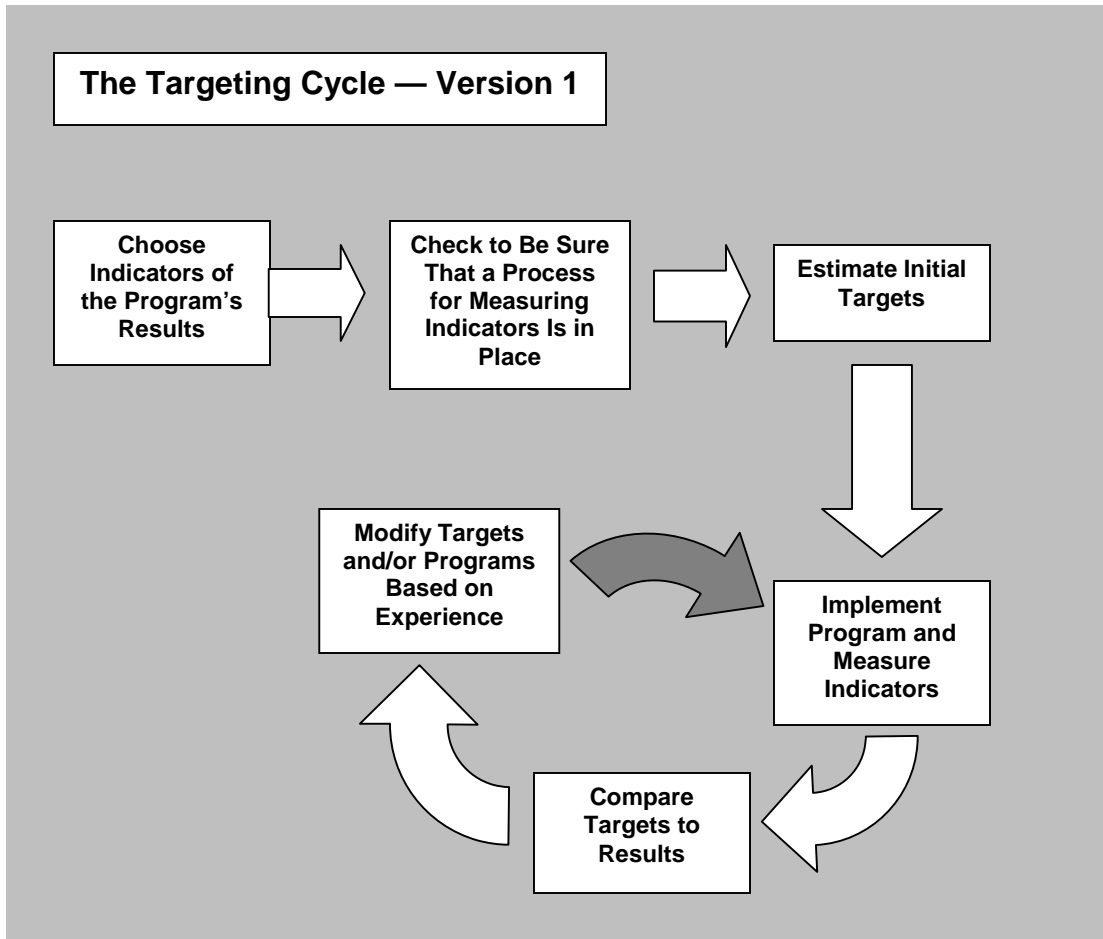 The Targeting Cycle — Version 1
Choose
Indicators of
the Program’s
Results
Check to Be Sure
That a Process
for Measuring
Indicators Is in
Place
Estimate Initial
Targets
Implement
Program and
Measure
Indicators
Compare
Targets to
Results
Modify Targets
and/or Programs
Based on
Experience